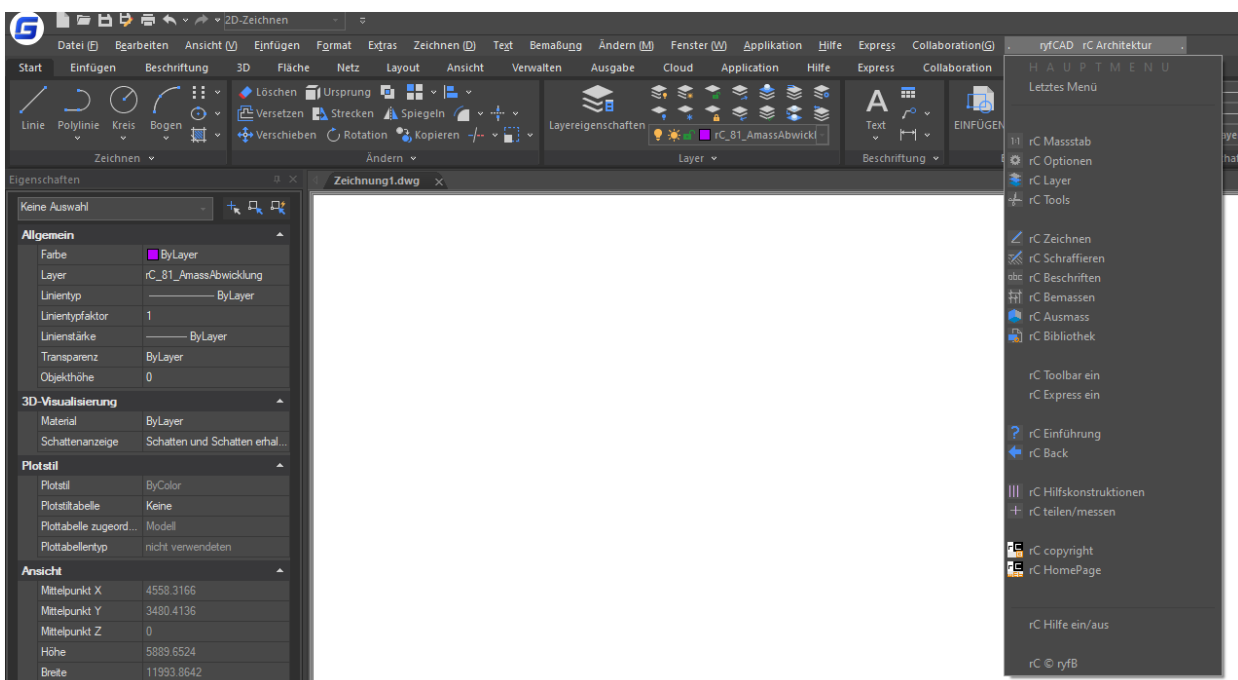 2D-Zeichnen
Datei (F) Bearbeiten Ansicht (V) Einfügen Format Extras Zeichnen (D) Text Bemaßung Ändern (M) Fenster (W) Applikation Hilfe Express Collaboration(G) . ryfCAD rC Architektur .
Start Einfügen Beschriftung 3D Fläche Netz Layout Ansicht Verwalten Ausgabe Cloud Application Hilfe Express Collaboration
HAUPTMENU
Letztes Menü
Löschen Ursprung
Versetzen Strecken Spiegeln
Verschieben Rotation Kopieren
Linie Polylinie Kreis Bogen
Layereigenschaften
rC_81_AmassAbwickl
A
Text
EINFÜGEN
Zeichnen Ändern Layer Beschriftung
Eigenschaften
Zeichnung1.dwg
Keine Auswahl
Allgemein
Farbe ByLayer
Layer rC_81_AmassAbwicklung
Linientyp ByLayer
Linientypfaktor 1
Linienstärke ByLayer
Transparenz ByLayer
Objekthöhe 0
3D-Visualisierung
Material ByLayer
Schattenanzeige Schatten und Schatten erhal...
Plotstil
Plotstil ByColor
Plotstiltabelle Keine
Plottabelle zugeord... Modell
Plottabellentyp nicht verwendeten
Ansicht
Mittelpunkt X 4558.3166
Mittelpunkt Y 3480.4136
Mittelpunkt Z 0
Höhe 5889.6524
Breite 11993.8642
1:1 rC Massstab
rC Optionen
rC Layer
rC Tools
rC Zeichnen
rC Schraffieren
abc rC Beschriften
rC Bemassen
rC Ausmass
rC Bibliothek
rC Toolbar ein
rC Express ein
? rC Einführung
rC Back
rC Hilfskonstruktionen
rC teilen/messen
rC copyright
rC HomePage
rC Hilfe ein/aus
rC © ryfB